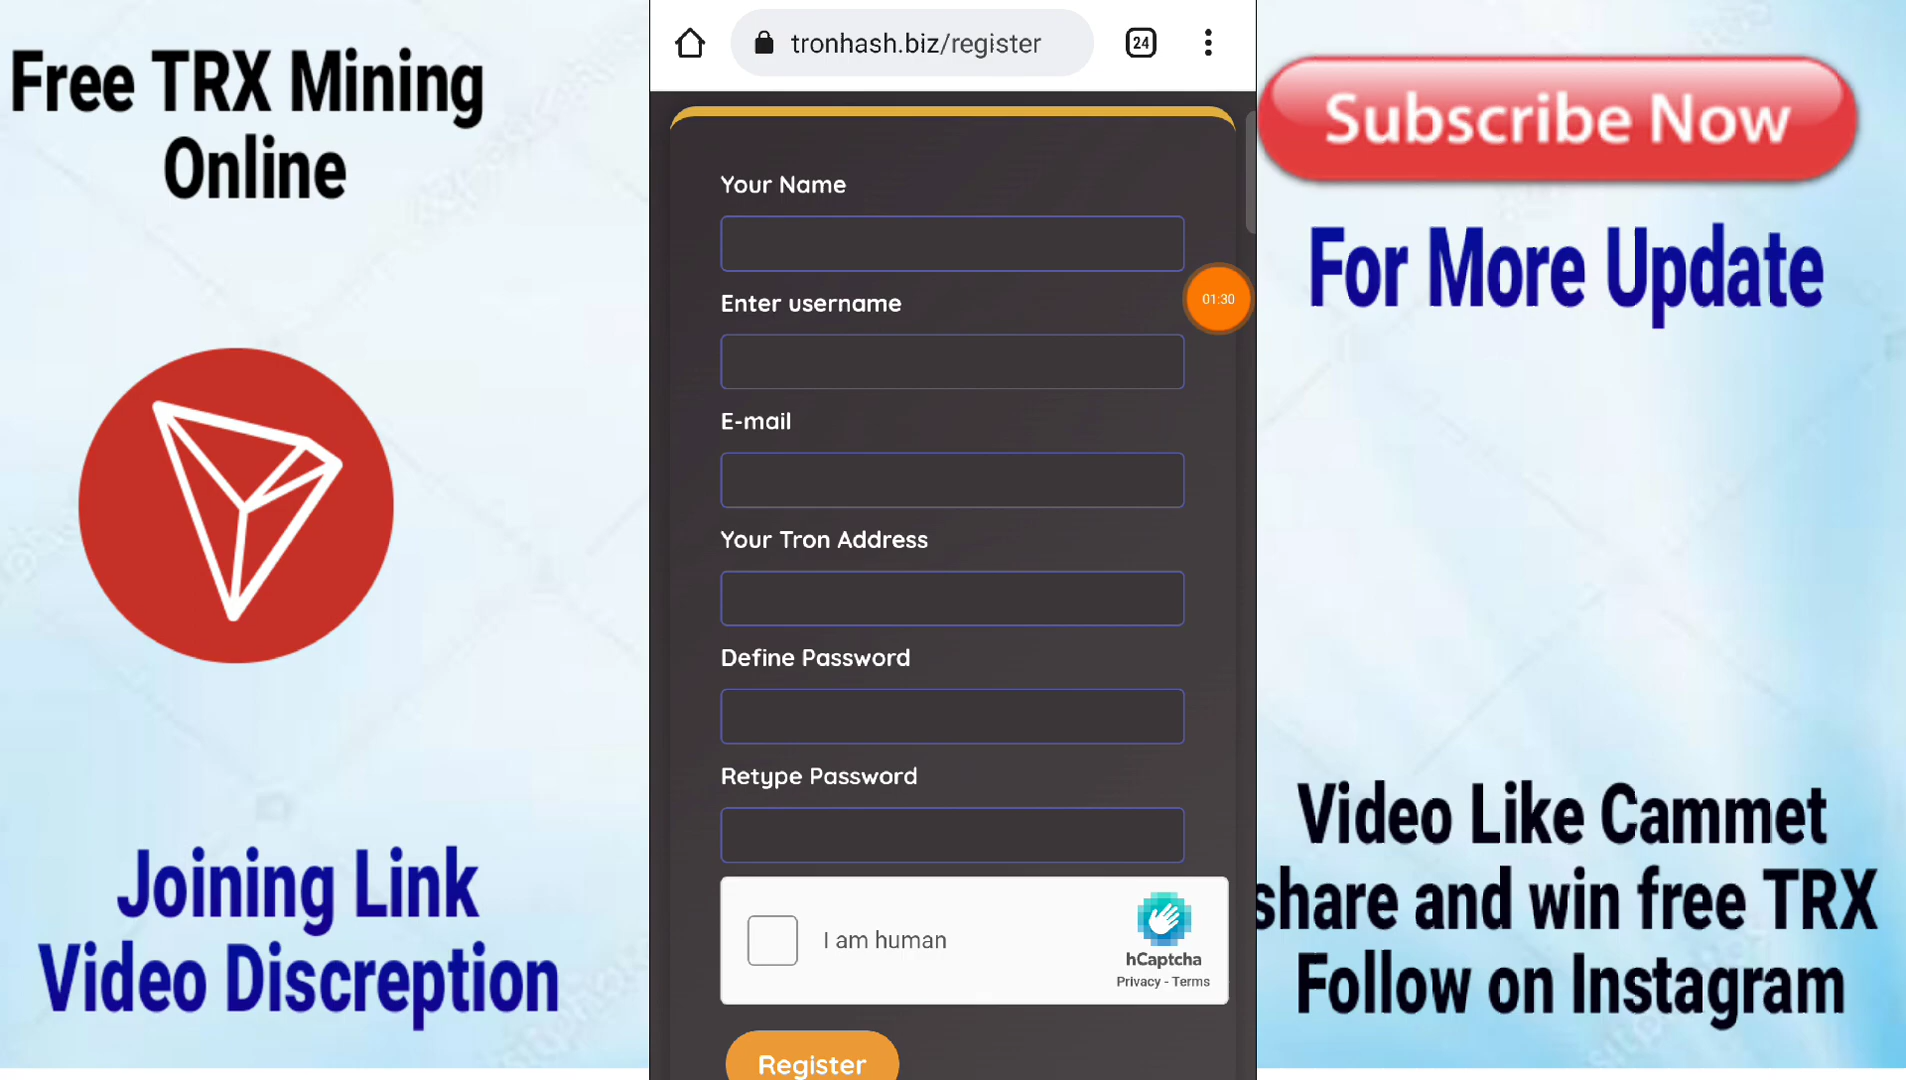 Free TRX Mining
Online
Joining Link
Video Discreption
tronhash.biz/register
24
Your Name
Enter username
01:30
E-mail
Your Tron Address
Define Password
Retype Password
I am human
hCaptcha
Privacy - Terms
Register
Subscribe Now
For More Update
Video Like Cammet
share and win free TRX
Follow on Instagram